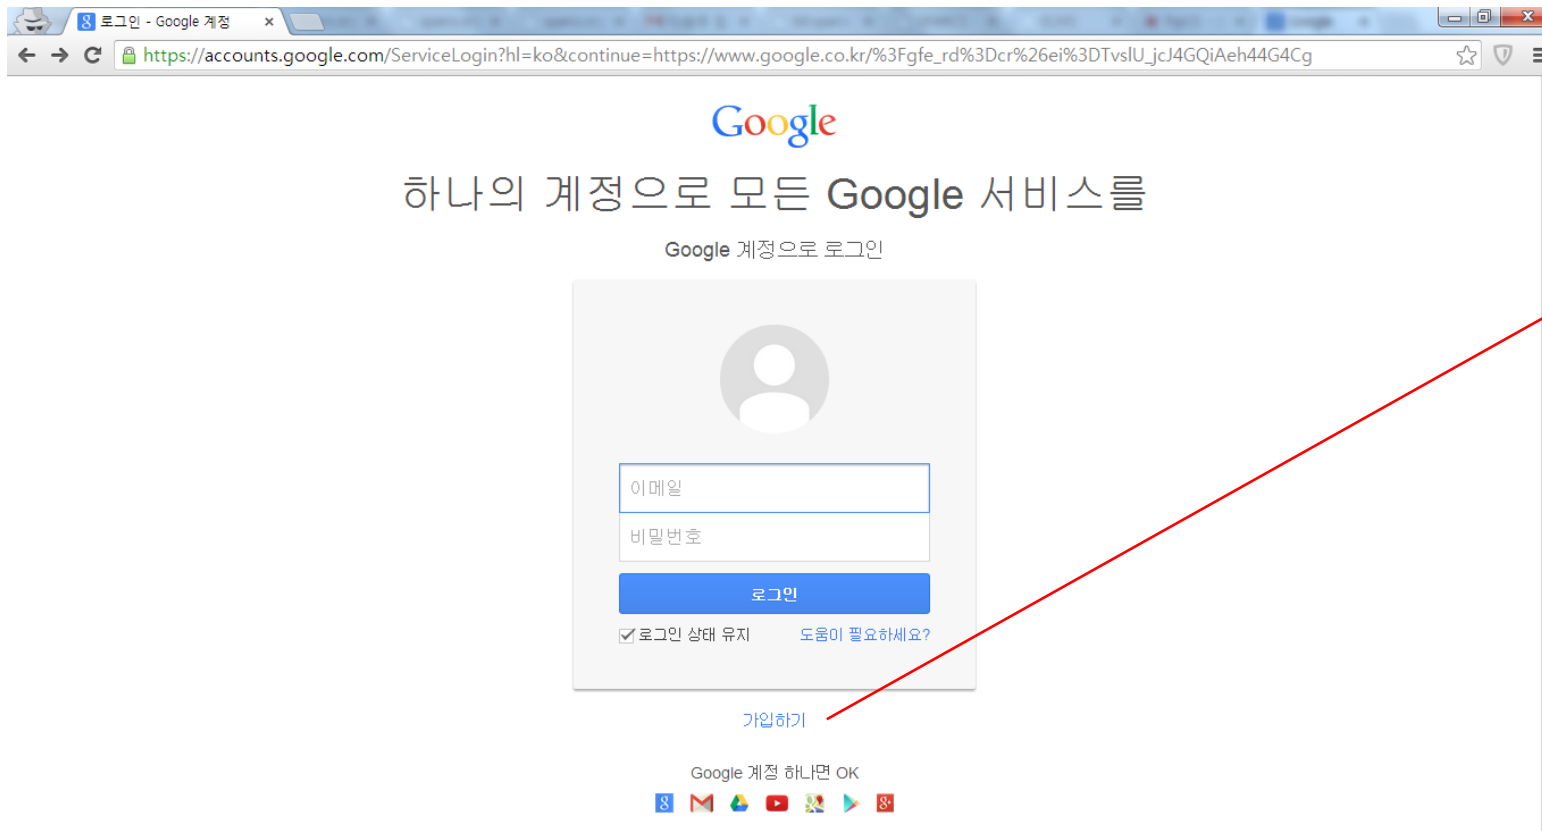 로그인 - Google 계정
https://accounts.google.com/ServiceLogin?hl=ko&continue=https://www.google.co.kr/%3Fgfe_rd%3Dcr%26ei%3DTvslU_jcJ4GQiAeh44G4Cg
Google
하나의 계정으로 모든 Google 서비스를
Google 계정으로 로그인
이메일
비밀번호
로그인
로그인 상태 유지 도움이 필요하세요?
가입하기
Google 계정 하나면 OK